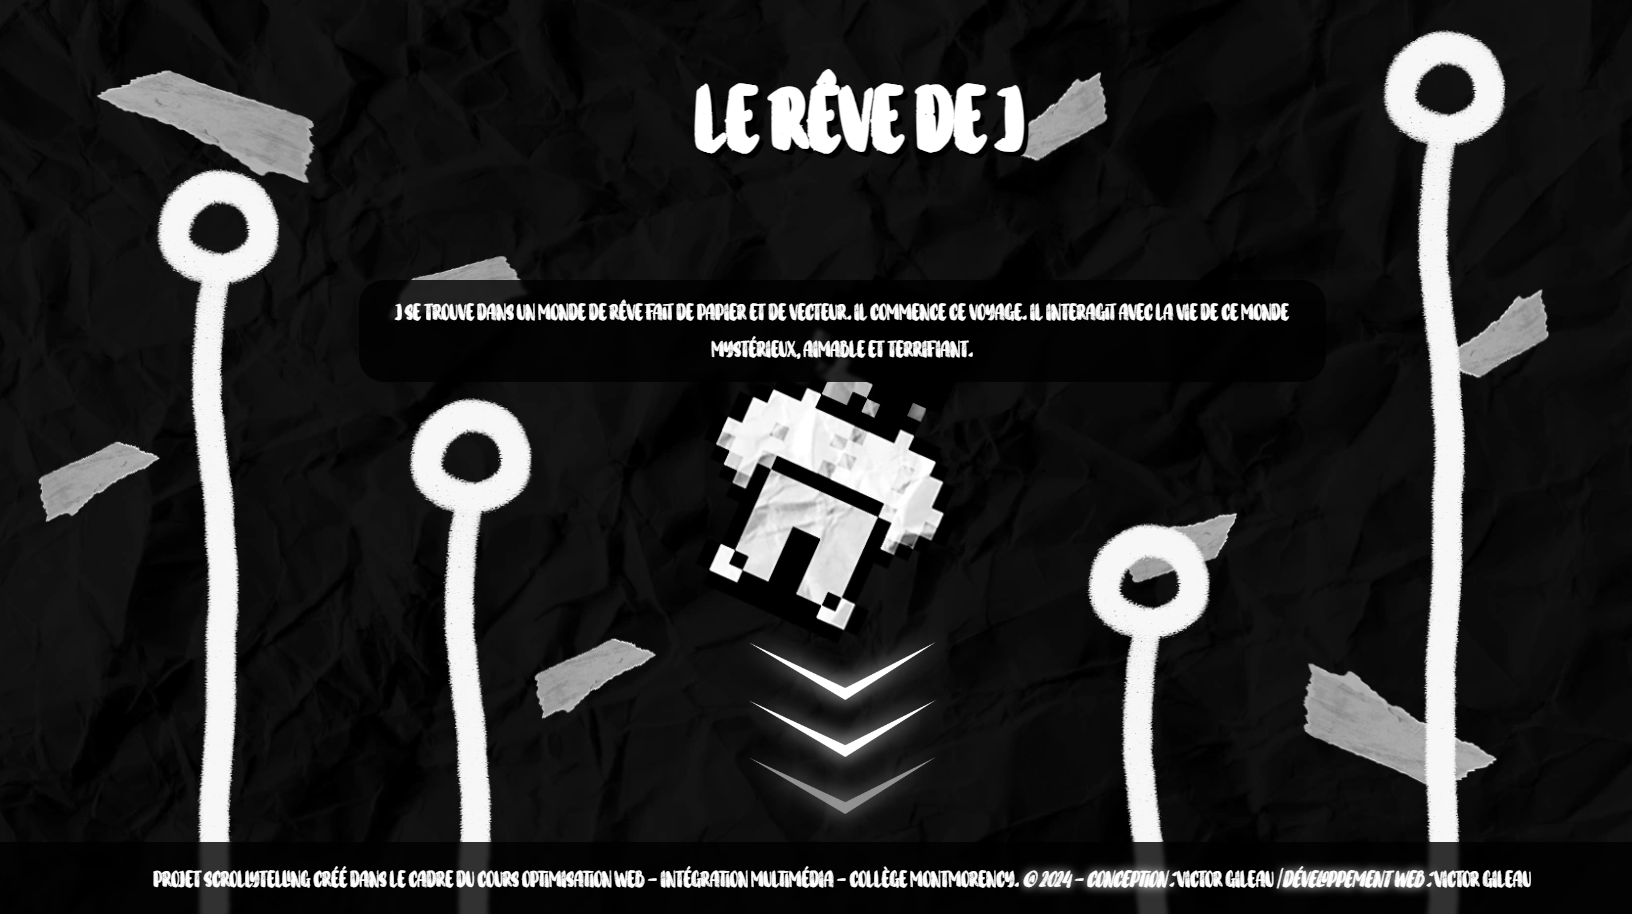 LE RÊVE DE J
J SE TROUVE DANS UN MONDE DE RÊVE FAIT DE PAPIER ET DE VECTEUR. IL COMMENCE CE VOYAGE. IL INTERAGIT AVEC LA VIE DE CE MONDE
MYSTÉRIEUX, AIMABLE ET TERRIFIANT.
PROJET SCROLLYTELLING CRÉÉ DANS LE CADRE DU COURS OPTIMISATION WEB – INTÉGRATION MULTIMÉDIA – COLLÈGE MONTMORENCY. © 2024 – CONCEPTION : VICTOR GILEAU | DÉVELOPPEMENT WEB : VICTOR GILEAU